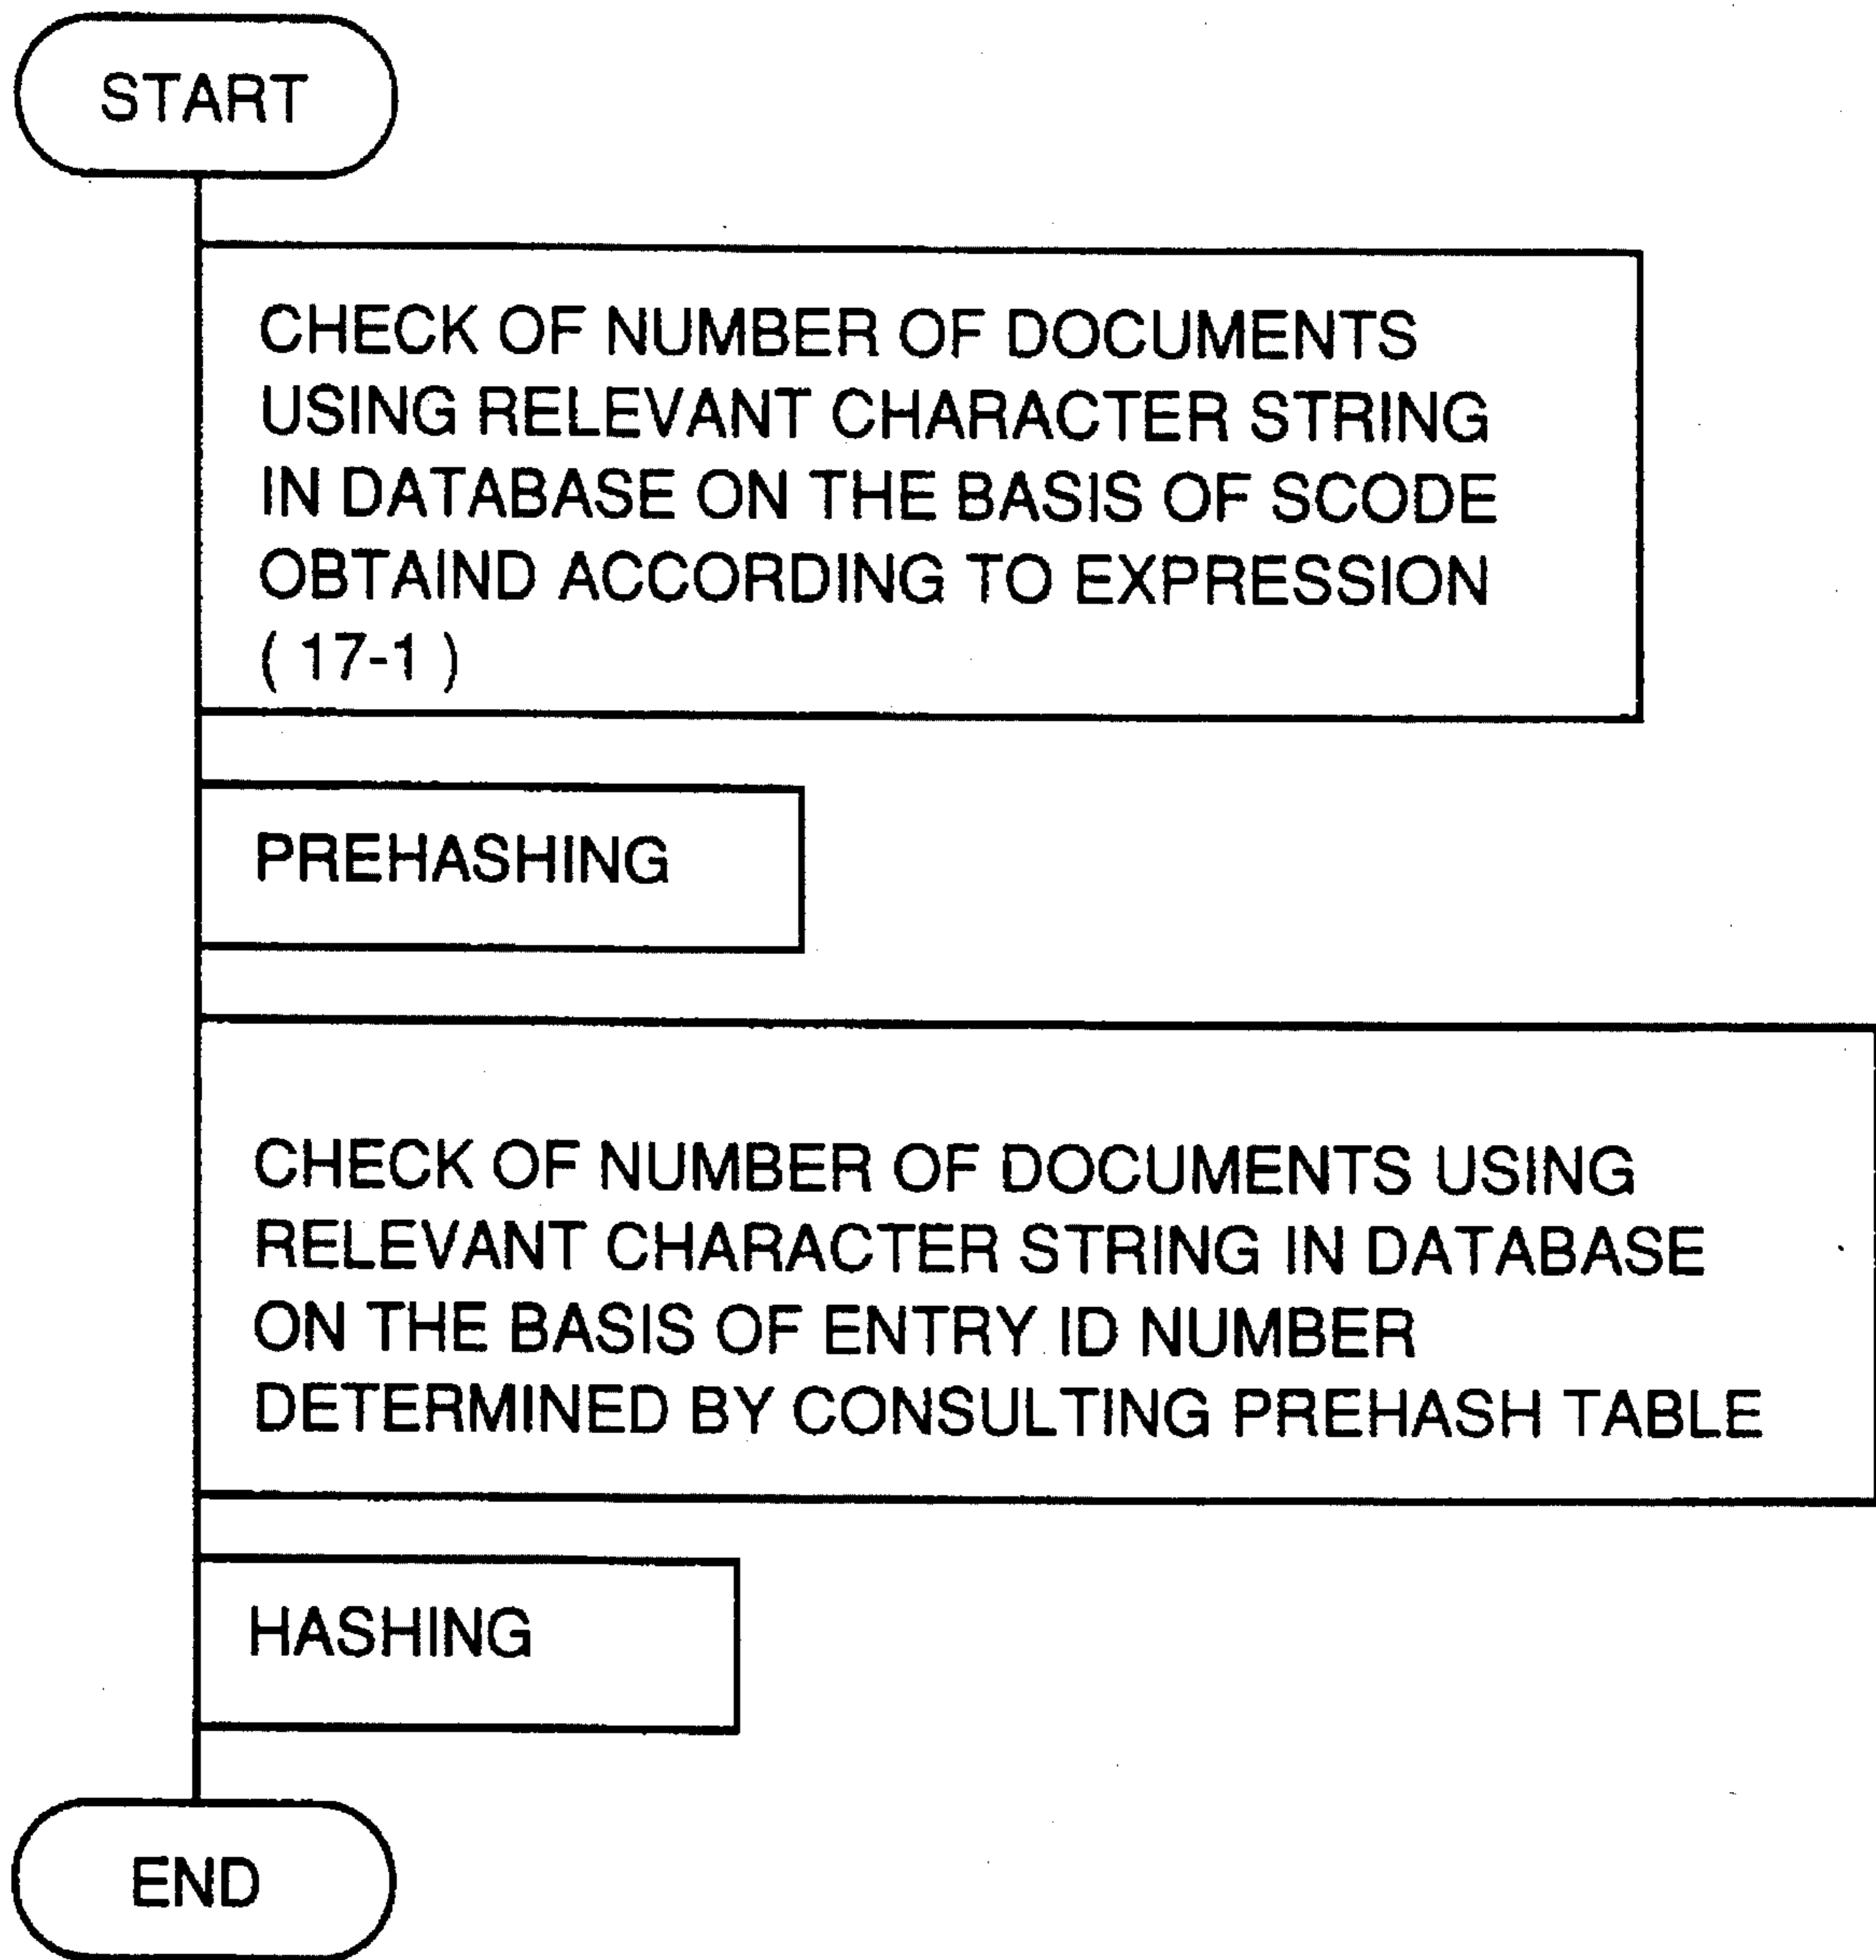 START
CHECK OF NUMBER OF DOCUMENTS
USING RELEVANT CHARACTER STRING
IN DATABASE ON THE BASIS OF SCODE
OBTAIND ACCORDING TO EXPRESSION
( 17-1 )
PREHASHING
CHECK OF NUMBER OF DOCUMENTS USING
RELEVANT CHARACTER STRING IN DATABASE
ON THE BASIS OF ENTRY ID NUMBER
DETERMINED BY CONSULTING PREHASH TABLE
HASHING
END